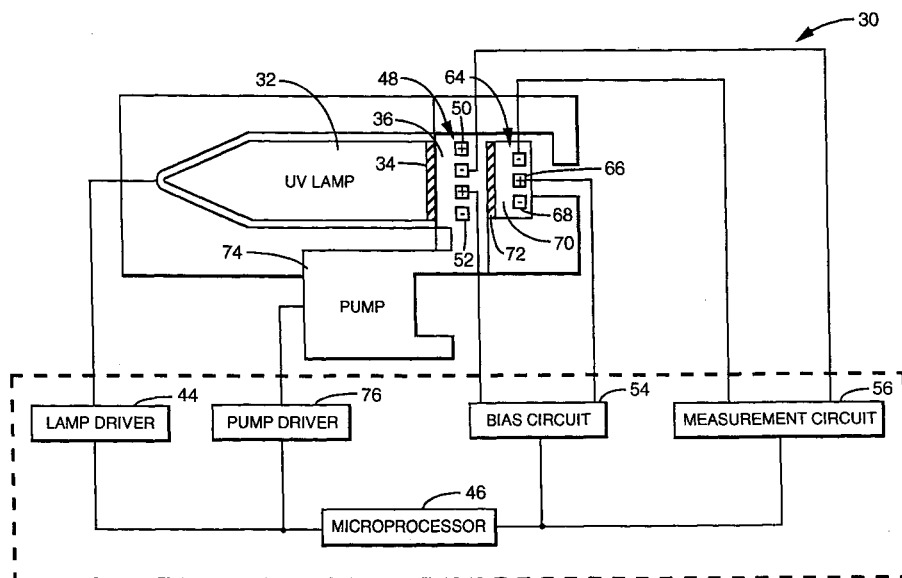 30
32
48
64
50
36
34
UV LAMP
66
68
74
52
72
70
PUMP
44
76
54
56
LAMP DRIVER
PUMP DRIVER
BIAS CIRCUIT
MEASUREMENT CIRCUIT
46
MICROPROCESSOR